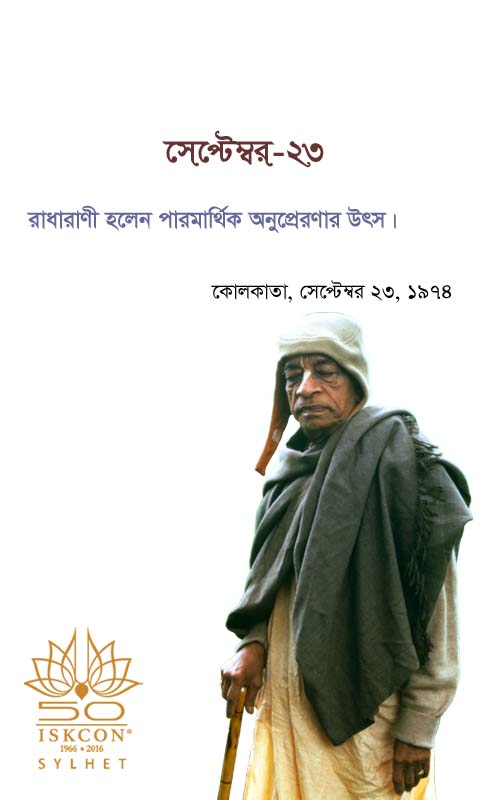 সেপ্টেম্বর-২৩
রাধারাণী হলেন পারমার্থিক অনুপ্রেরণার উৎস।
কোলকাতা, সেপ্টেম্বর ২৩, ১৯৭৪
50
ISKCON®
1966 • 2016
SYLHET